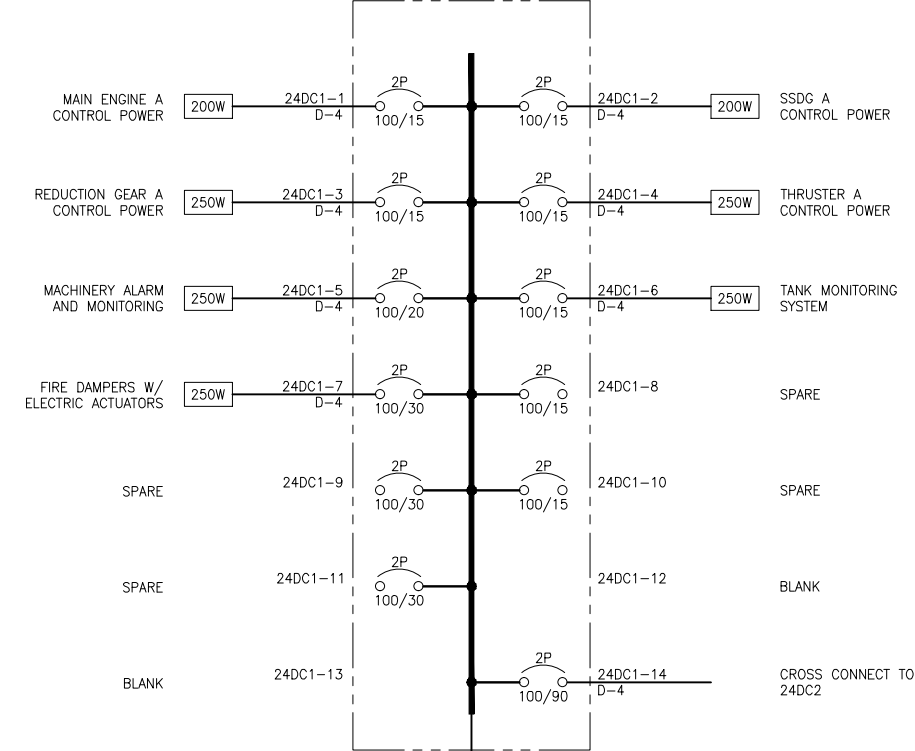 2P
2P
MAIN ENGINE A
CONTROL POWER
200W
24DC1-1
D-4
100/15
100/15
24DC1-2
D-4
200W
SSDG A
CONTROL POWER
2P
2P
REDUCTION GEAR A
CONTROL POWER
250W
24DC1-3
D-4
100/15
100/15
24DC1-4
D-4
250W
THRUSTER A
CONTROL POWER
2P
2P
MACHINERY ALARM
AND MONITORING
250W
24DC1-5
D-4
100/20
100/15
24DC1-6
D-4
250W
TANK MONITORING
SYSTEM
2P
2P
FIRE DAMPERS W/
ELECTRIC ACTUATORS
250W
24DC1-7
D-4
100/30
100/15
24DC1-8
SPARE
2P
2P
SPARE
24DC1-9
100/30
100/15
24DC1-10
SPARE
2P
SPARE
24DC1-11
100/30
24DC1-12
BLANK
2P
BLANK
24DC1-13
100/90
24DC1-14
D-4
CROSS CONNECT TO
24DC2